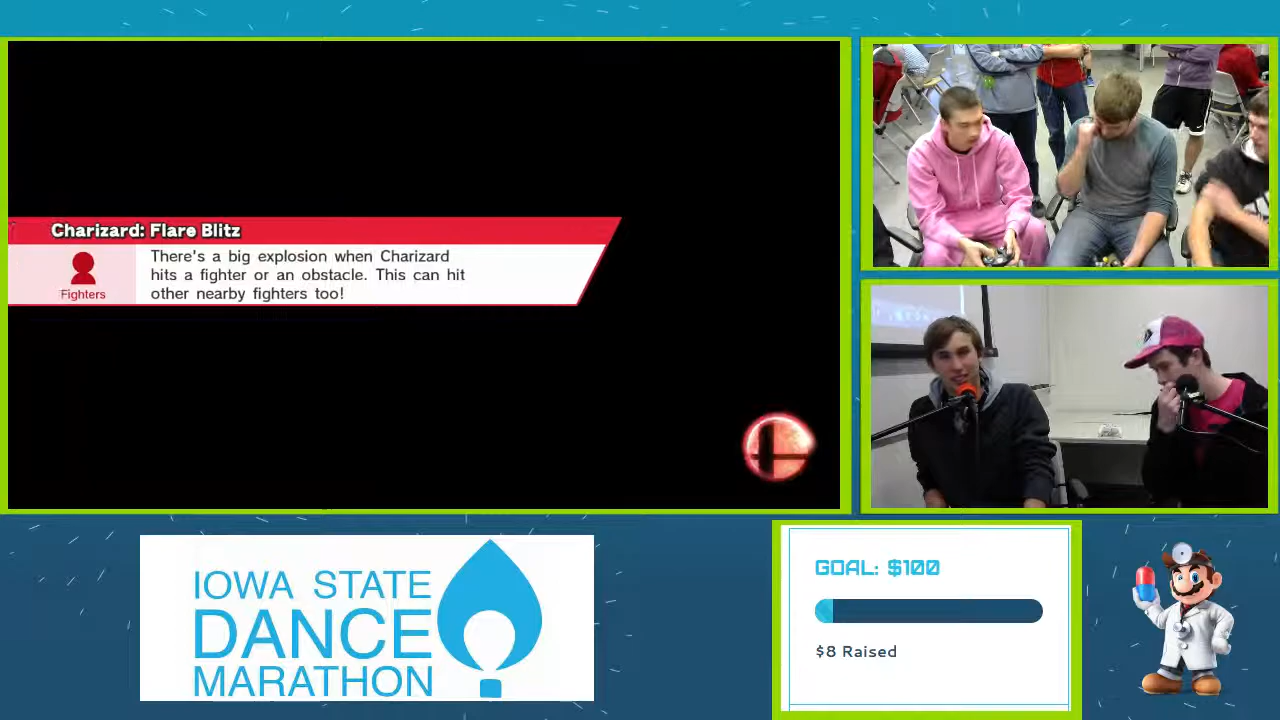 Charizard: Flare Blitz
Fighters
There's a big explosion when Charizard
hits a fighter or an obstacle. This can hit
other nearby fighters too!
IOWA STATE
DANCE
MARATHON
GOAL: $100
$8 Raised